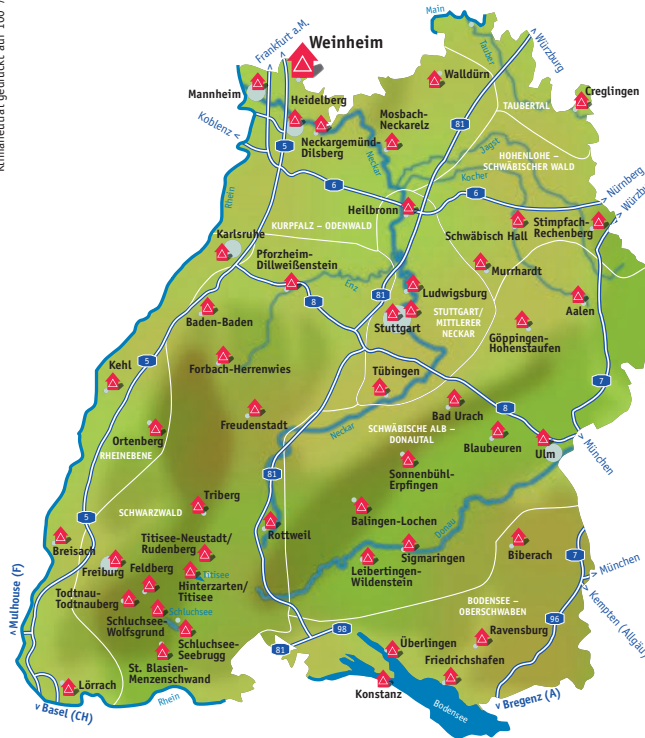 Main
Frankfurt a.M.
Weinheim
Tauber
Würzburg
Walldürn
Creglingen
Mannheim
Heidelberg
TAUBERTAL
Koblenz
Mosbach-
Neckarelz
Neckargemünd-
Dilsberg
81
5
Neckar
Jagst
HOHENLOHE –
SCHWÄBISCHER WALD
Kocher
Nürnberg
Würzb
6
6
Rhein
Heilbronn
KURPFALZ – ODENWALD
Schwäbisch Hall
Stimpfach-
Rechenberg
Karlsruhe
Pforzheim-
Dillweißenstein
Murrhardt
Enz
81
Ludwigsburg
8
Aalen
Baden-Baden
Stuttgart
STUTTGART/
MITTLERER
NECKAR
Göppingen-
Hohenstaufen
5
Forbach-Herrenwies
Kehl
Tübingen
7
Bad Urach
8
Freudenstadt
Neckar
SCHWÄBISCHE ALB –
DONAUTAL
Blaubeuren
Ulm
München
Ortenberg
RHEINEBENE
Sonnenbühl-
Erpfingen
81
Triberg
SCHWARZWALD
Balingen-Lochen
5
Rottweil
Donau
Breisach
Titisee-Neustadt/
Rudenberg
Sigmaringen
Biberach
7
Freiburg
Feldberg
Titisee
Hinterzarten/
Titisee
Leibertingen-
Wildenstein
München
Kempten (Allgäu)
Mulhouse (F)
Todtnau-
Todtnauberg
Schluchsee
BODENSEE –
OBERSCHWABEN
96
Schluchsee-
Wolfsgrund
98
Ravensburg
Schluchsee-
Seebrugg
81
Überlingen
St. Blasien-
Menzenschwand
Friedrichshafen
Lörrach
Konstanz
Rhein
Bodensee
Bregenz (A)
Basel (CH)